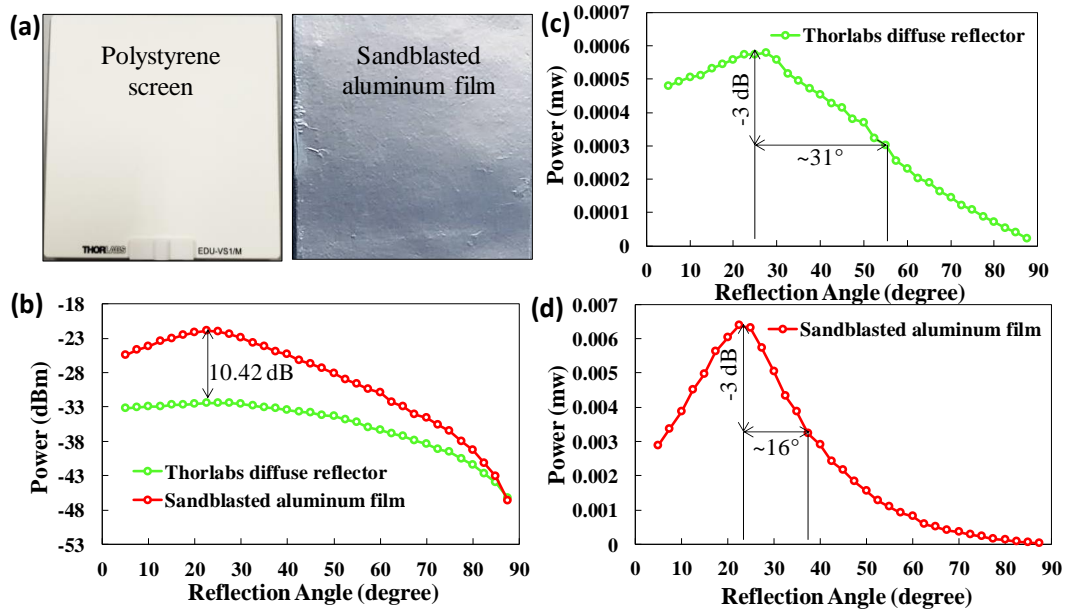 (a)
Polystyrene
screen
THORLABS
EDU-VS1/M
Sandblasted
aluminum film
(b)
Power (dBm)
-18
-23
-28
-33
-38
-43
-48
-53
10.42 dB
Thorlabs diffuse reflector
Sandblasted aluminum film
0 10 20 30 40 50 60 70 80 90
Reflection Angle (degree)
(c)
Power (mw)
0.0007
0.0006
0.0005
0.0004
0.0003
0.0002
0.0001
0
Thorlabs diffuse reflector
-3 dB
~31°
0 10 20 30 40 50 60 70 80 90
Reflection Angle (degree)
(d)
Power (mw)
0.007
0.006
0.005
0.004
0.003
0.002
0.001
0
Sandblasted aluminum film
-3 dB
~16°
0 10 20 30 40 50 60 70 80 90
Reflection Angle (degree)